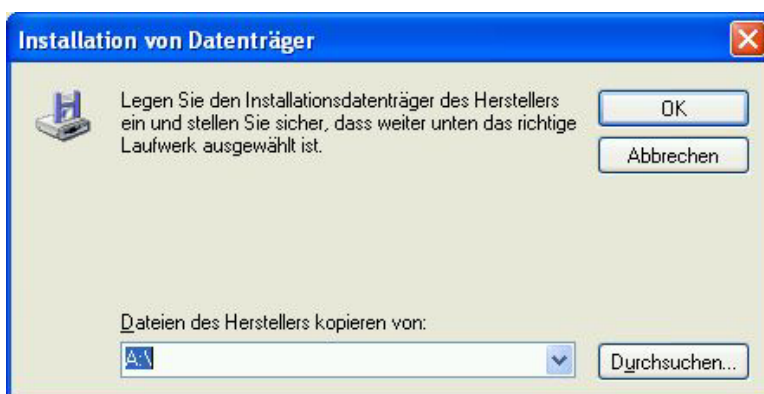 Installation von Datenträger
Legen Sie den Installationsdatenträger des Herstellers
ein und stellen Sie sicher, dass weiter unten das richtige
Laufwerk ausgewählt ist.
OK
Abbrechen
Dateien des Herstellers kopieren von:
A:\
Durchsuchen...